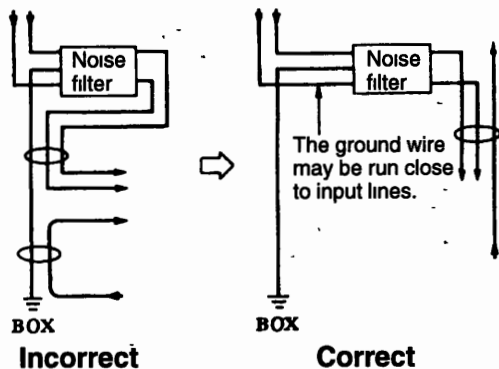 Noise
filter
BOX
Incorrect
Noise
filter
The ground wire
may be run close
to input lines.
BOX
Correct